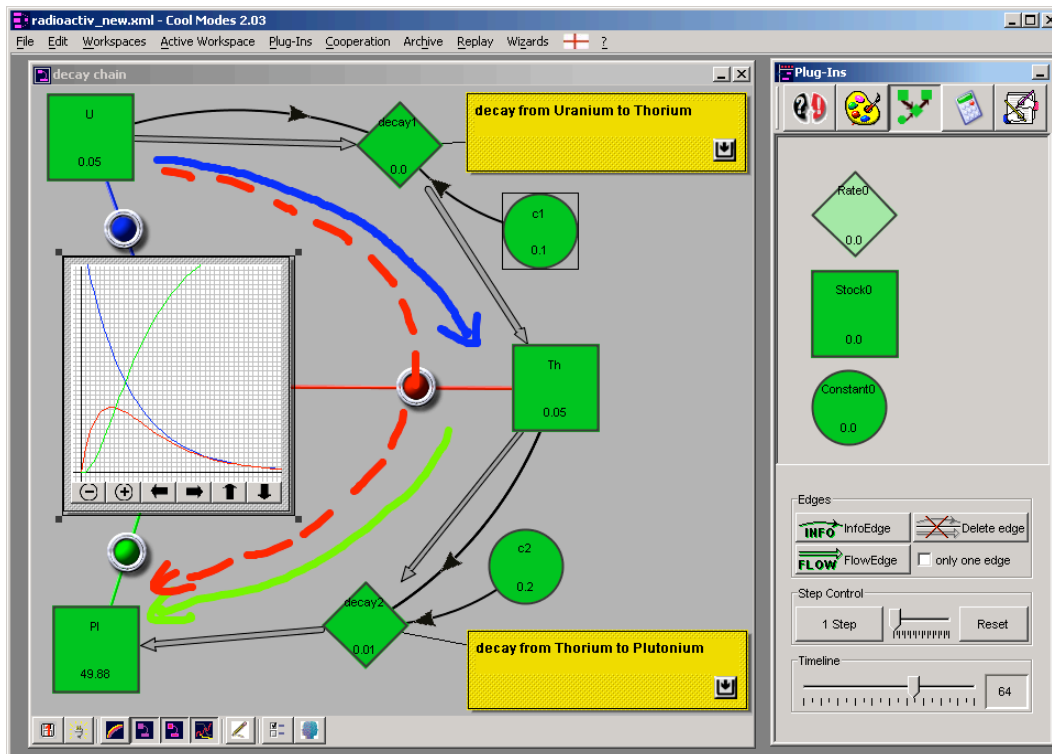 radioactiv_new.xml - Cool Modes 2.03
File Edit Workspaces Active Workspace Plug-Ins Cooperation Archive Replay Wizards ?
decay chain
U
0.05
decay1
0.0
decay from Uranium to Thorium
c1
0.1
Th
0.05
c2
0.2
decay2
0.01
Pl
49.88
decay from Thorium to Plutonium
Plug-Ins
Rate0
0.0
Stock0
0.0
Constant0
0.0
Edges
INFO InfoEdge
Delete edge
FLOW FlowEdge
only one edge
Step Control
1 Step
Reset
Timeline
64